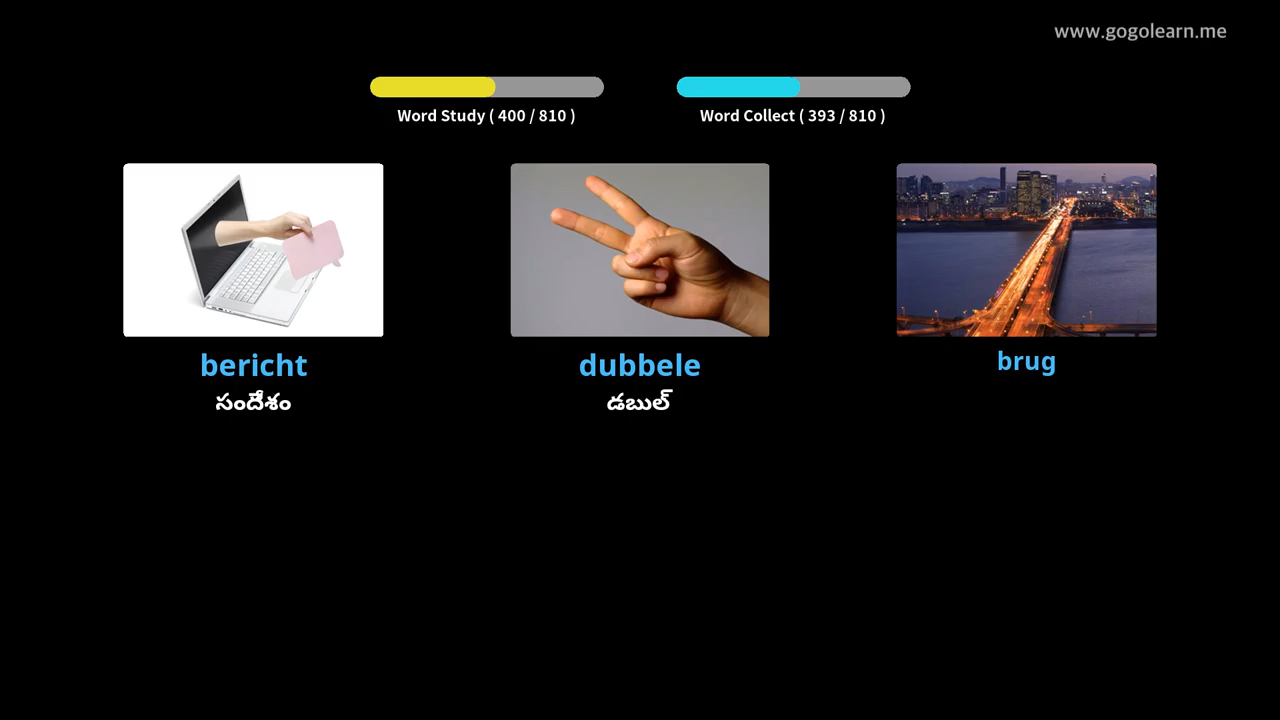 www.gogolearn.me
Word Study ( 400 / 810 )
Word Collect ( 393 / 810 )
bericht
dubbele
brug
సందేశం
డబుల్